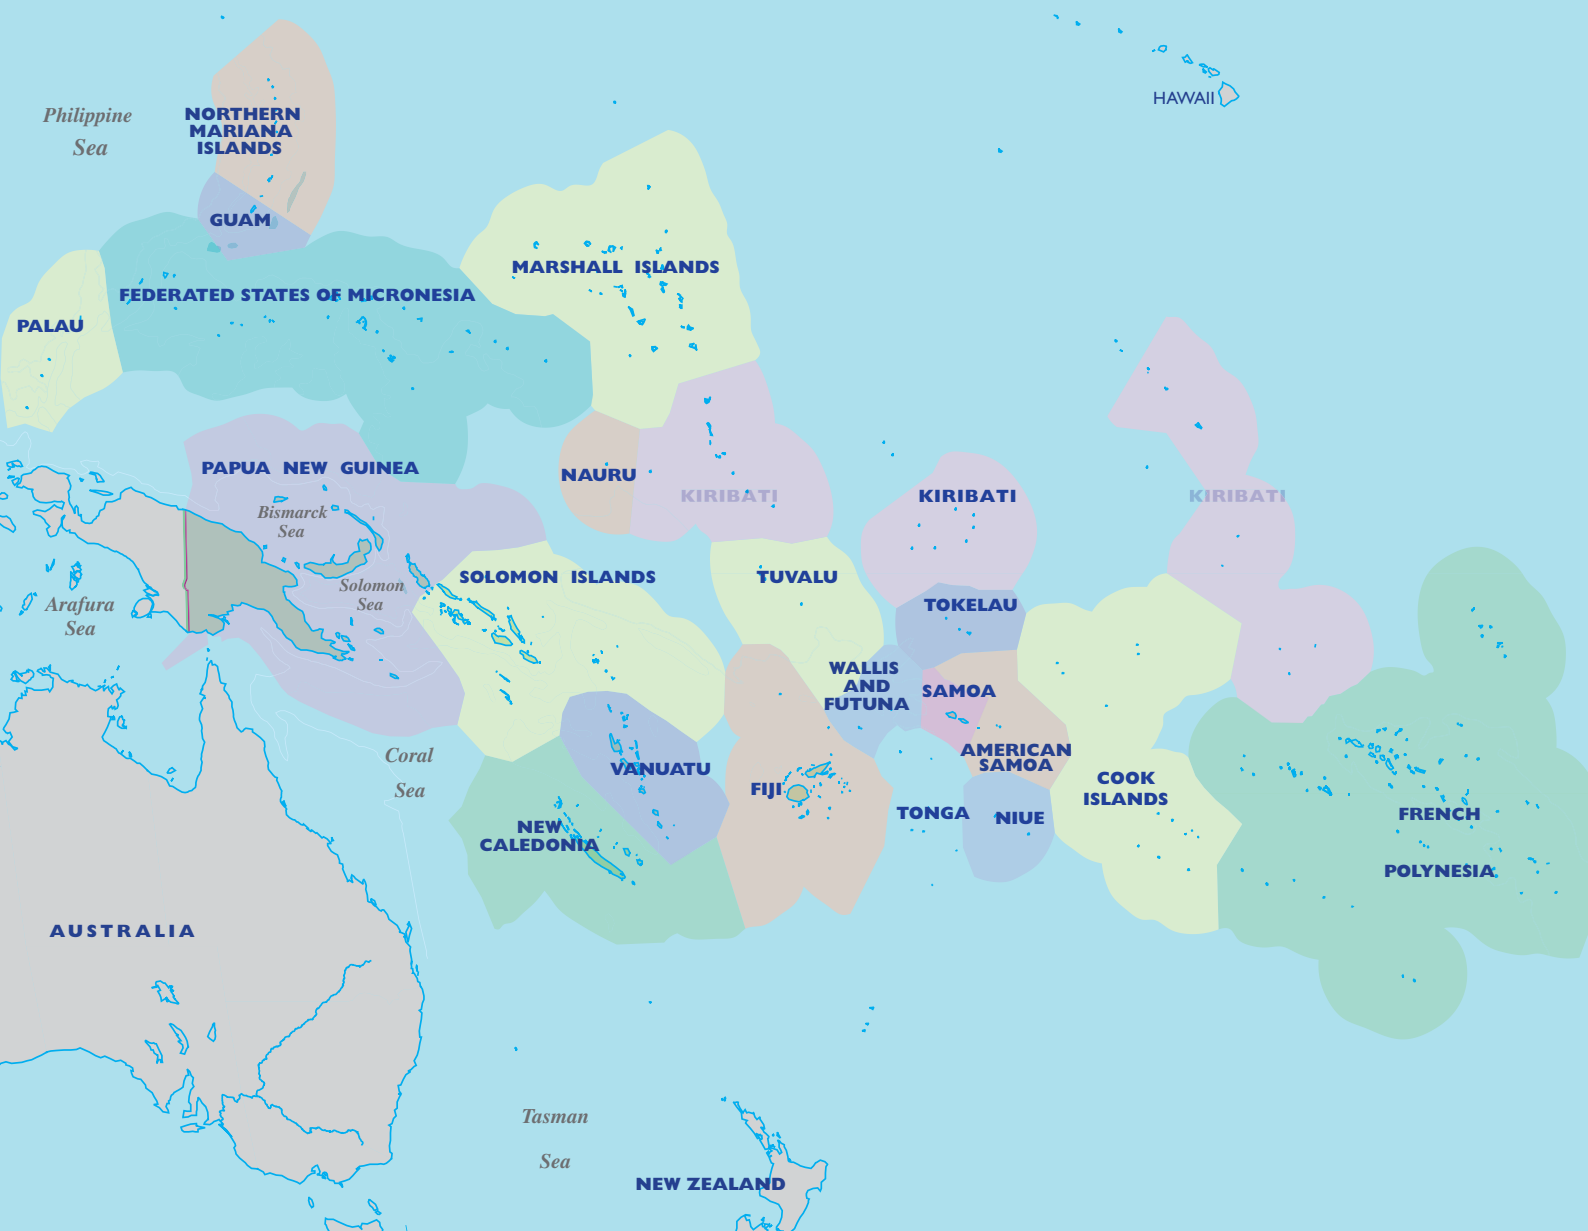 HAWAII
Philippine
Sea
NORTHERN
MARIANA
ISLANDS
GUAM
MARSHALL ISLANDS
FEDERATED STATES OF MICRONESIA
PALAU
PAPUA NEW GUINEA
NAURU
KIRIBATI
KIRIBATI
KIRIBATI
Bismarck
Sea
SOLOMON ISLANDS
TUVALU
Solomon
Sea
Arafura
Sea
TOKELAU
WALLIS
AND
FUTUNA
SAMOA
AMERICAN
SAMOA
Coral
Sea
VANUATU
FIJI
COOK
ISLANDS
TONGA
NIUE
FRENCH
POLYNESIA
NEW
CALEDONIA
AUSTRALIA
Tasman
Sea
NEW ZEALAND